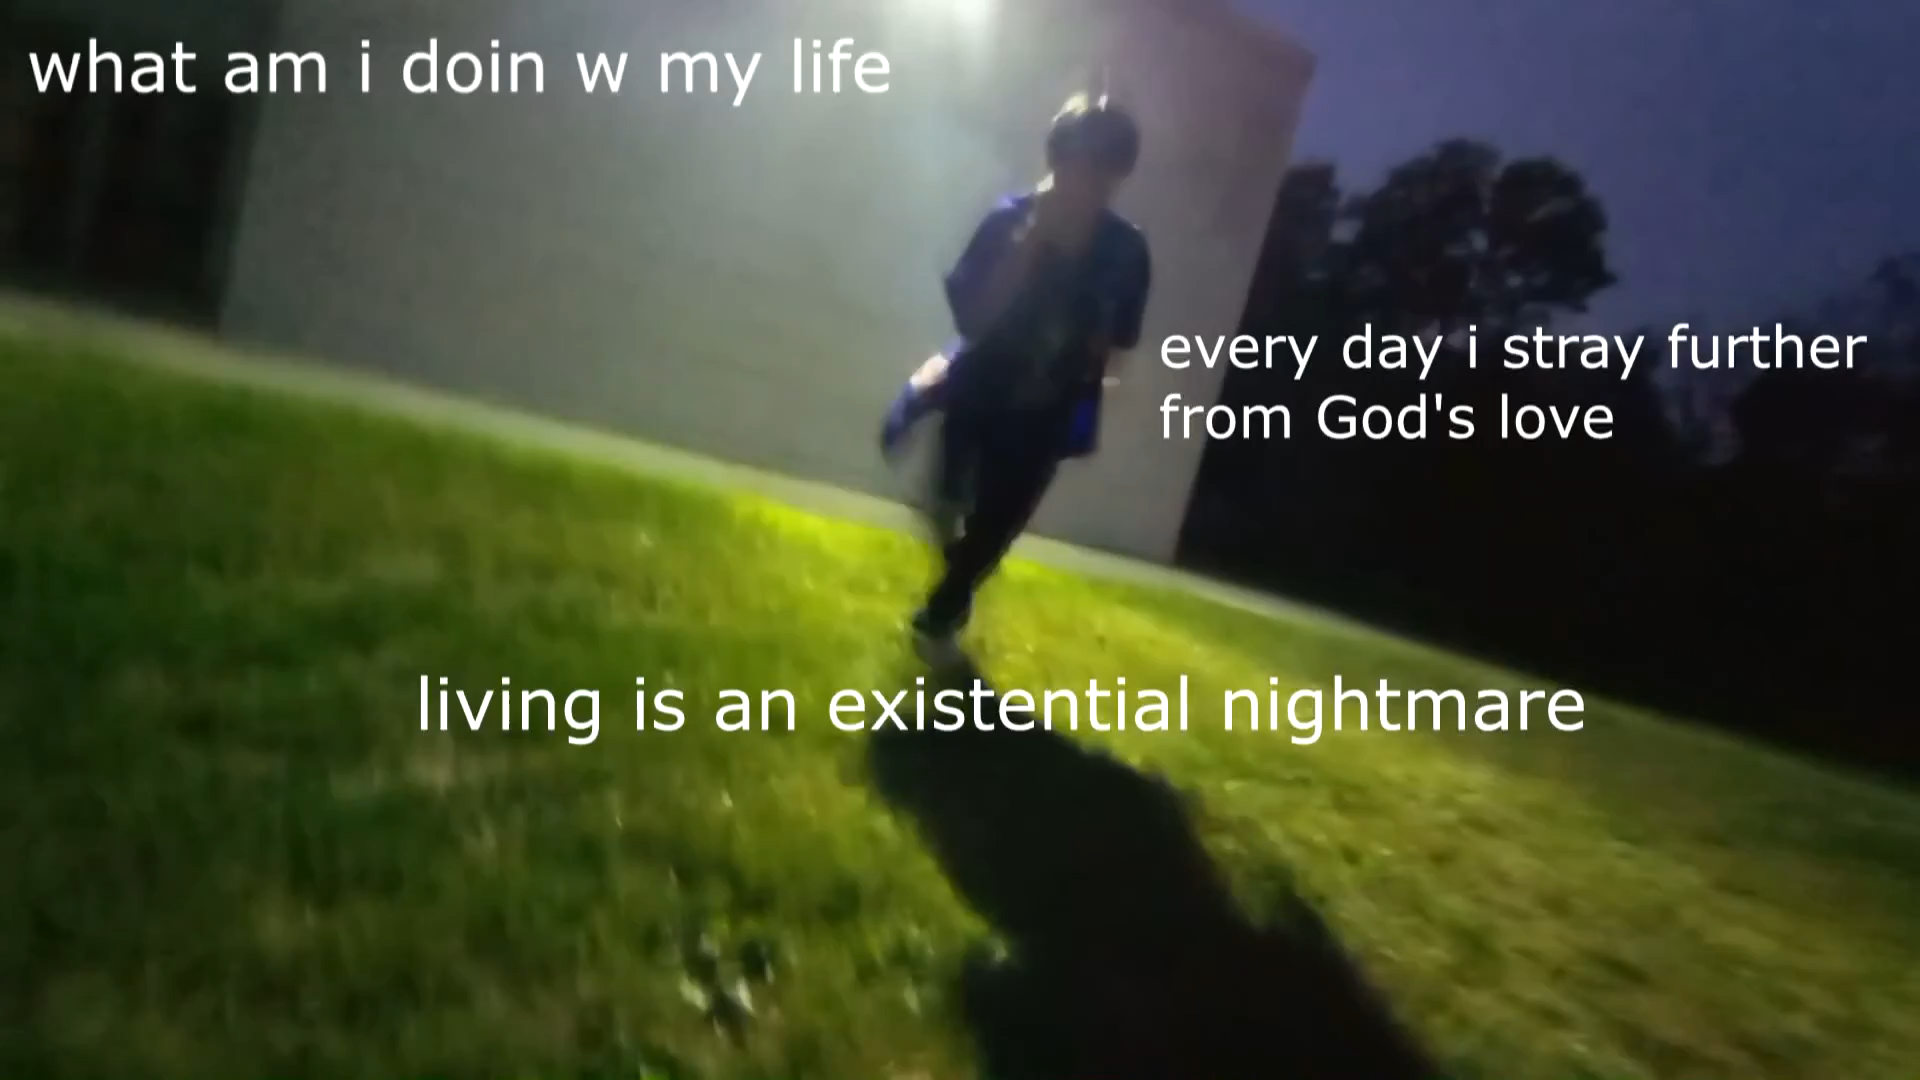 what am i doin w my life
every day i stray further
from God's love
living is an existential nightmare